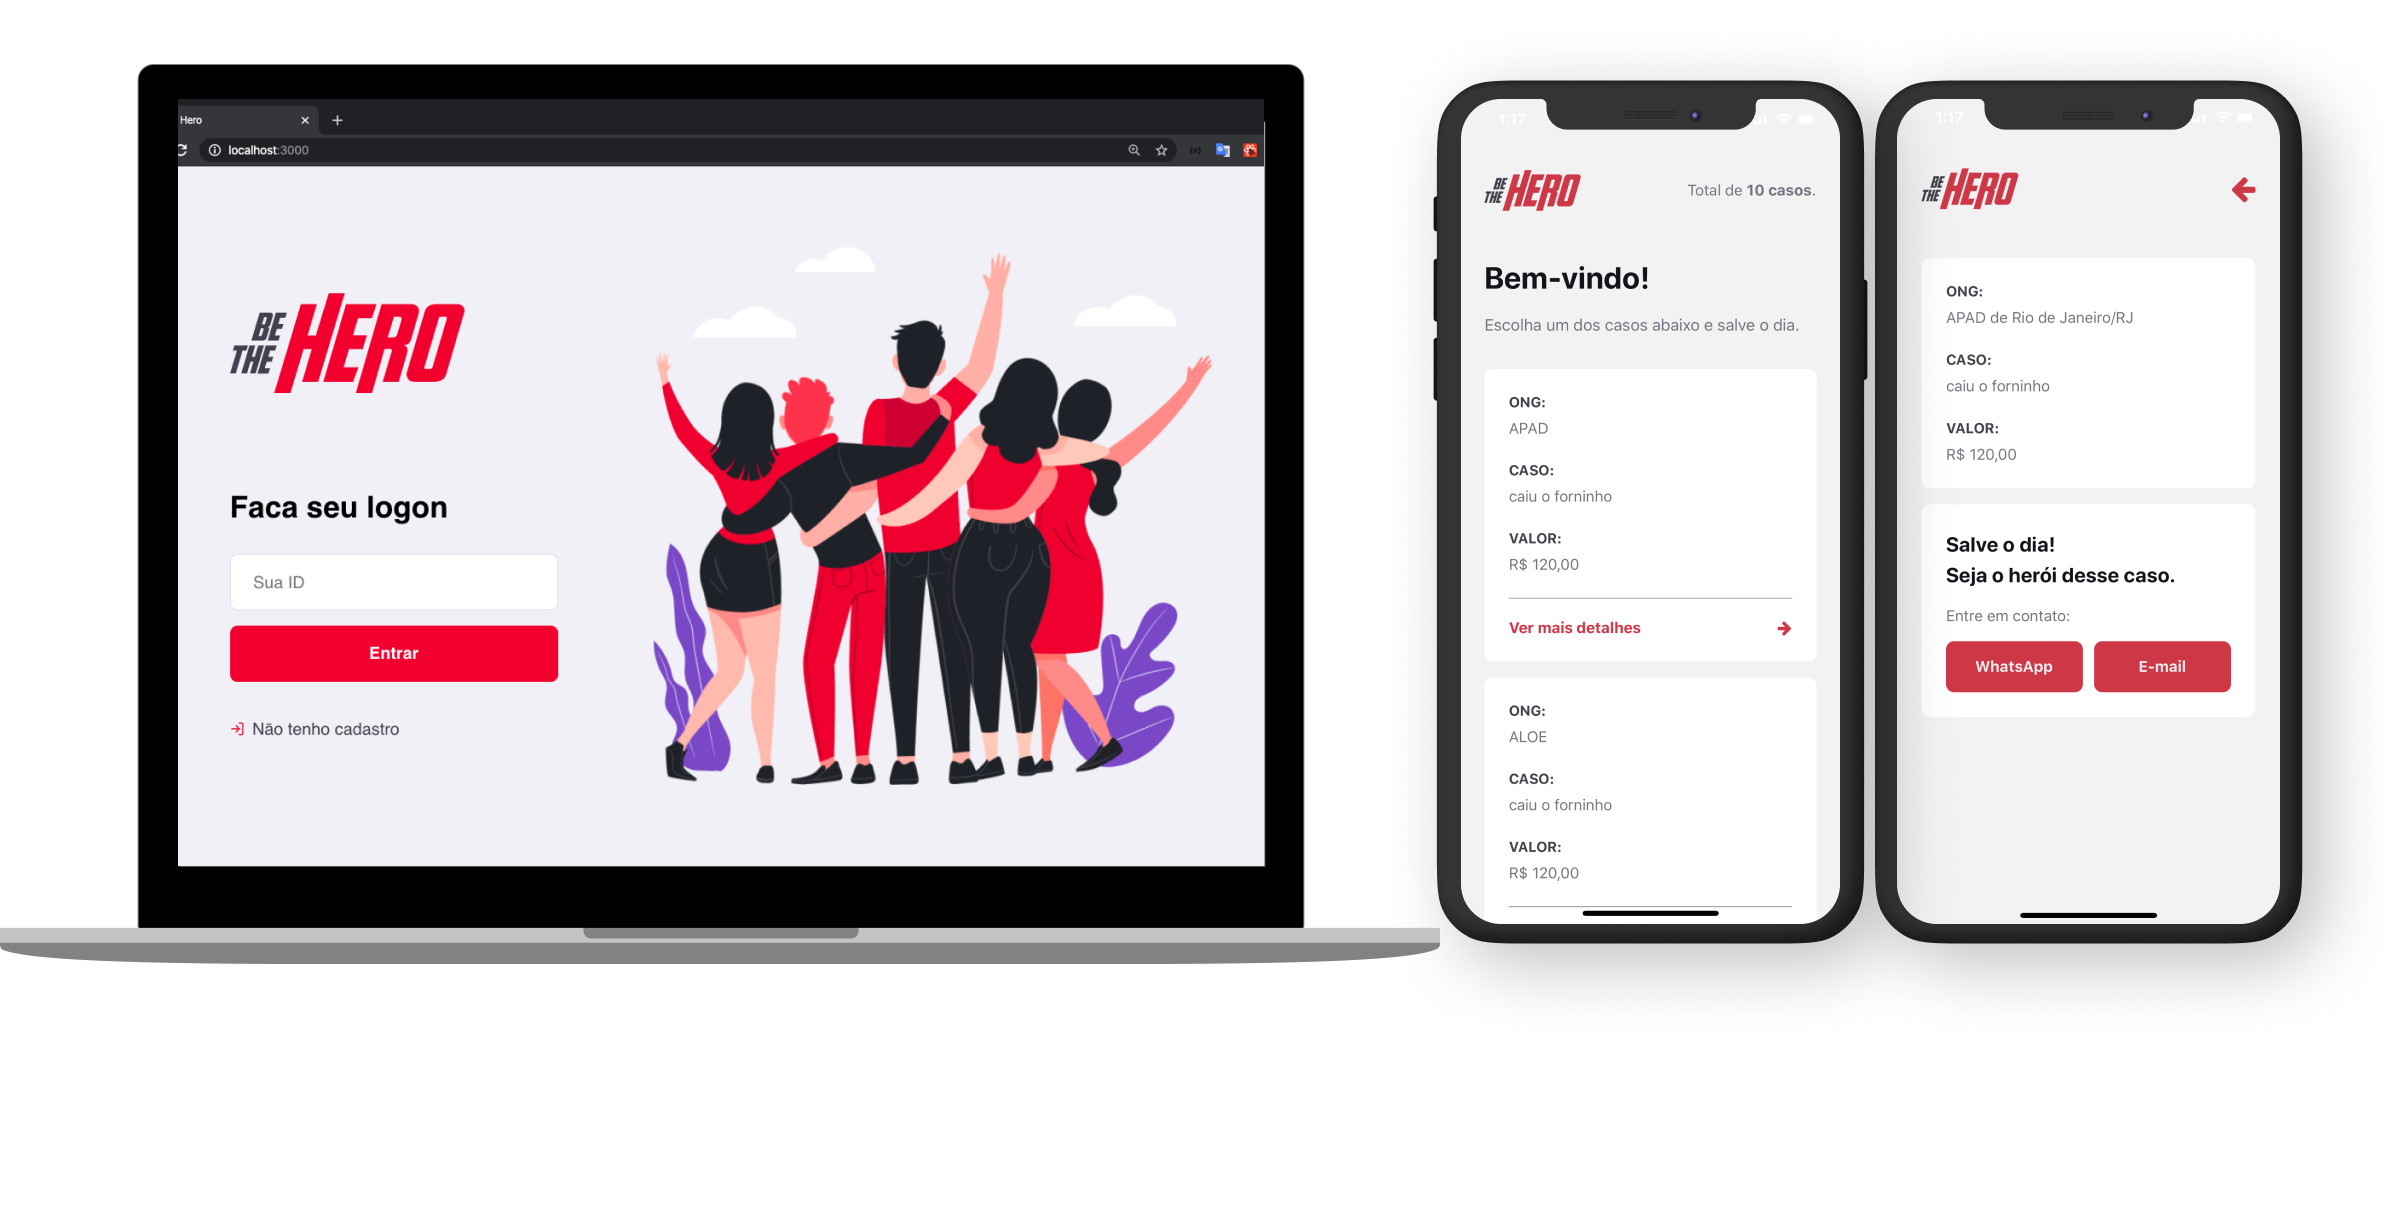 Hero
localhost:3000
BE
THE HERO
Faca seu logon
Sua ID
Entrar
Não tenho cadastro
1:17
BE
THE HERO
Total de 10 casos.
Bem-vindo!
Escolha um dos casos abaixo e salve o dia.
ONG:
APAD
CASO:
caiu o forninho
VALOR:
R$ 120,00
Ver mais detalhes
ONG:
ALOE
CASO:
caiu o forninho
VALOR:
R$ 120,00
1:17
BE
THE HERO
ONG:
APAD de Rio de Janeiro/RJ
CASO:
caiu o forninho
VALOR:
R$ 120,00
Salve o dia!
Seja o herói desse caso.
Entre em contato:
WhatsApp
E-mail